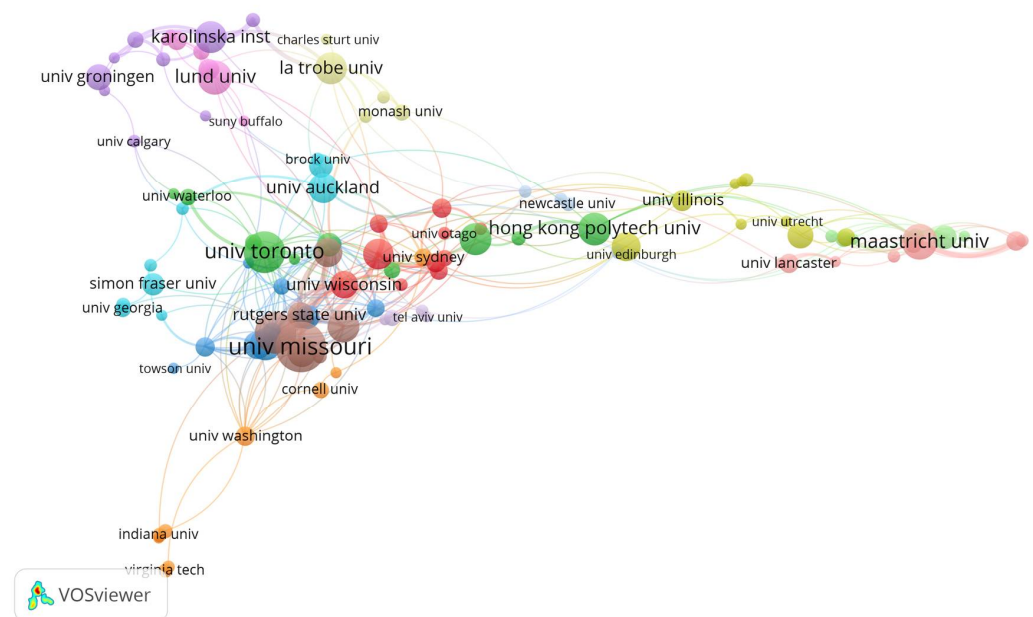 karolinska inst
charles sturt univ
univ groningen
lund univ
la trobe univ
monash univ
suny buffalo
univ calgary
brock univ
univ auckland
univ waterloo
newcastle univ
univ illinois
hong kong polytech univ
univ otago
univ utrecht
maastricht univ
univ toronto
univ sydney
univ edinburgh
univ lancaster
simon fraser univ
univ wisconsin
univ georgia
rutgers state univ
tel aviv univ
univ missouri
towson univ
cornell univ
univ washington
indiana univ
virginia tech
VOSviewer